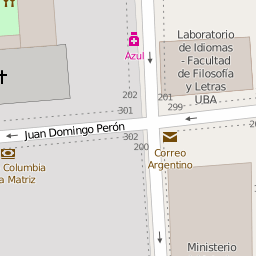 Azul
Laboratorio
de Idiomas
- Facultad
de Filosofía
y Letras
UBA
202
201
301
299
Juan Domingo Perón
302
200
Correo
Argentino
Columbia
a Matriz
Ministerio